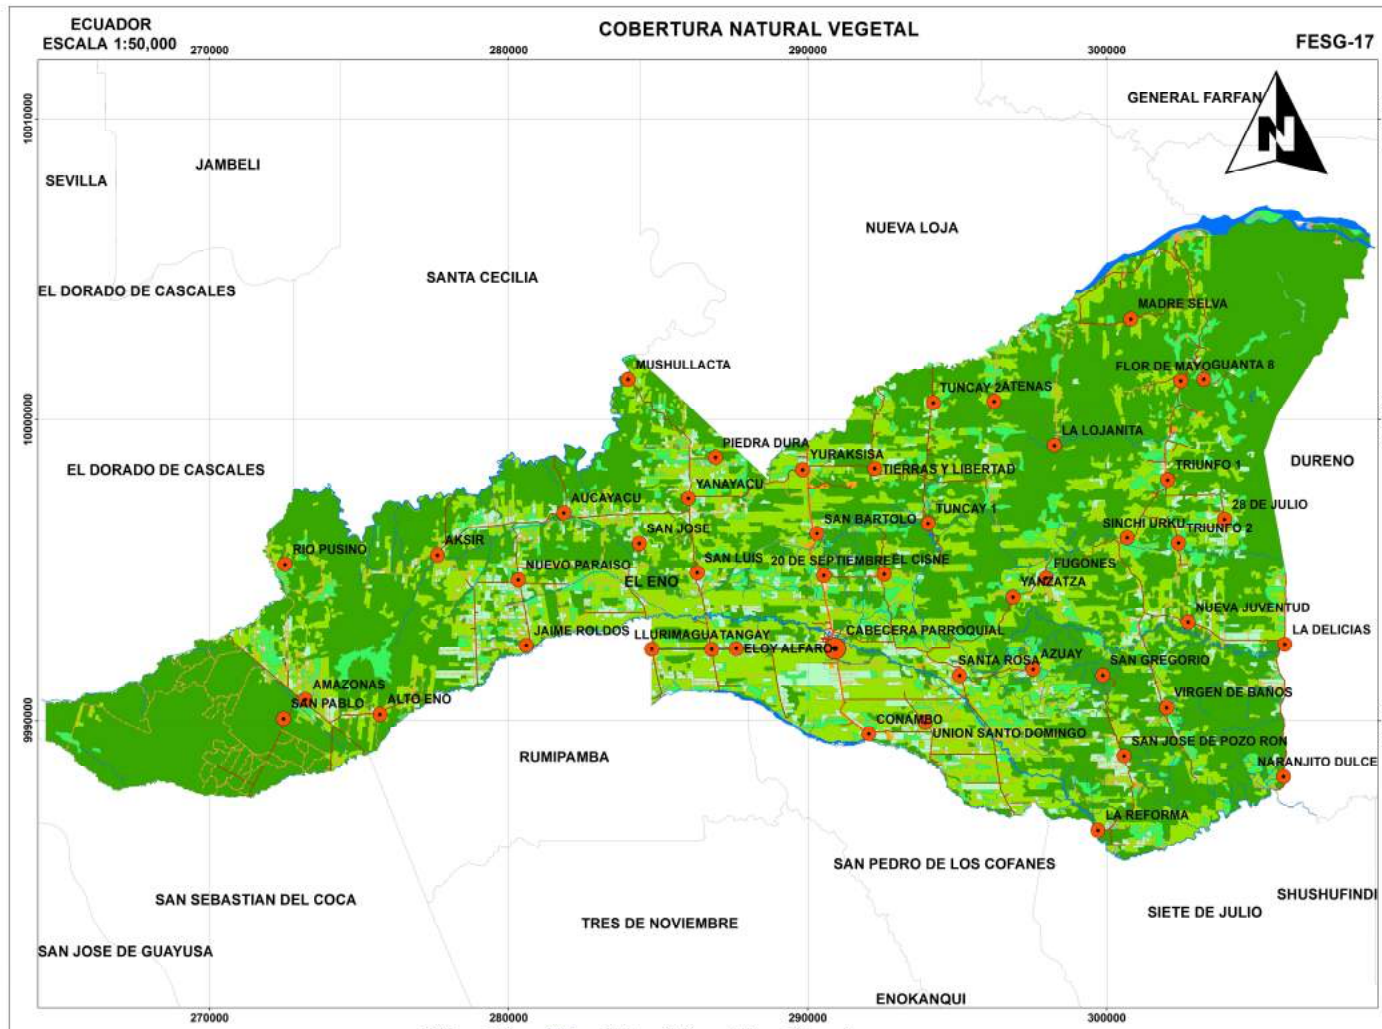 ECUADOR
ESCALA 1:50,000
COBERTURA NATURAL VEGETAL
FESG-17
270000
280000
290000
300000
10010000
GENERAL FARFAN
N
JAMBELI
SEVILLA
NUEVA LOJA
SANTA CECILIA
EL DORADO DE CASCALES
MADRE SELVA
MUSHULLACTA
FLOR DE MAYO
GUANTA 8
TUNCAY 2
ATENAS
10000000
PIEDRA DURA
LA LOJANITA
YURAKSISA
EL DORADO DE CASCALES
TIERRAS Y LIBERTAD
TRIUNFO 1
DURENO
YANAYACU
AUCAYACU
28 DE JULIO
TUNCAY 1
SAN BARTOLO
SINCHI URKU
SAN JOSE
TRIUNFO 2
AKSIR
RIO PUSINO
SAN LUIS
20 DE SEPTIEMBRE
EL CISNE
FUGONES
NUEVO PARAISO
EL ENO
YANZATZA
NUEVA JUVENTUD
JAIME ROLDOS
LLURIMAGUA
TANGAY
CABECERA PARROQUIAL
LA DELICIAS
ELOY ALFARO
SANTA ROSA
AZUAY
SAN GREGORIO
AMAZONAS
SAN PABLO
ALTO ENO
VIRGEN DE BAÑOS
9990000
CONAMBO
UNION SANTO DOMINGO
SAN JOSE DE POZO RON
RUMIPAMBA
NARANJITO DULCE
LA REFORMA
SAN PEDRO DE LOS COFANES
SHUSHUFINDI
SAN SEBASTIAN DEL COCA
SIETE DE JULIO
TRES DE NOVIEMBRE
SAN JOSE DE GUAYUSA
ENOKANQUI
270000
280000
290000
300000